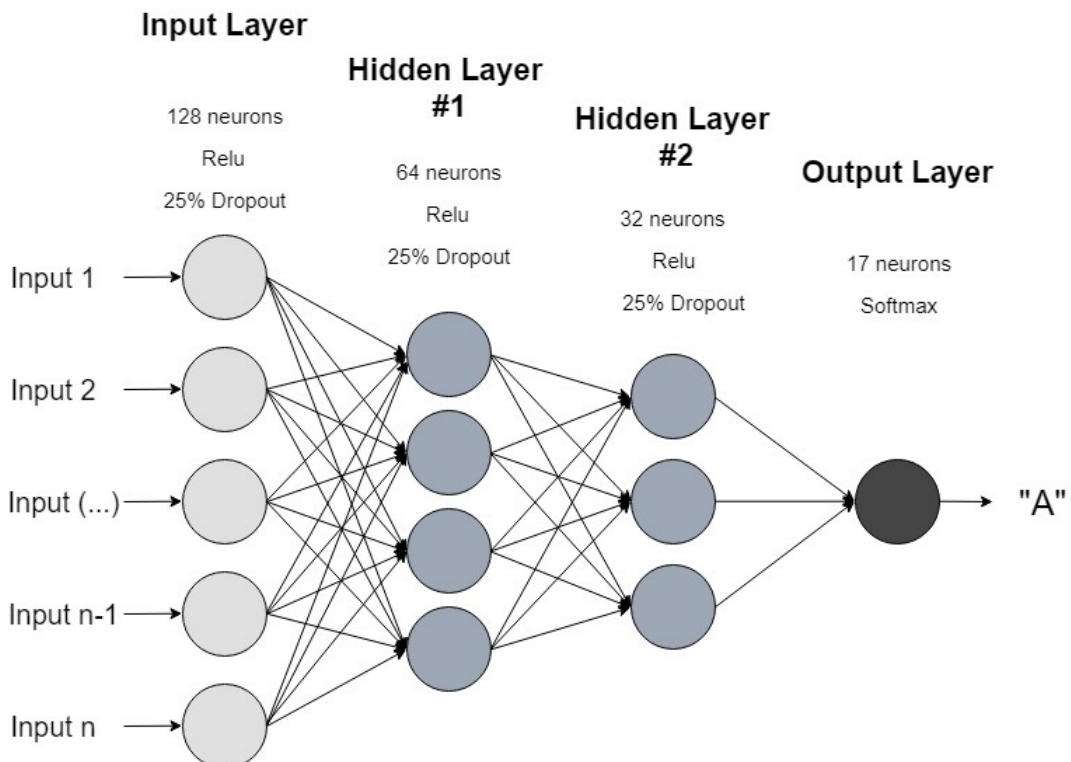 Input Layer
128 neurons
Relu
25% Dropout
Hidden Layer
#1
64 neurons
Relu
25% Dropout
Hidden Layer
#2
32 neurons
Relu
25% Dropout
Output Layer
17 neurons
Softmax
Input 1
Input 2
Input (...)
Input n-1
Input n
"A"